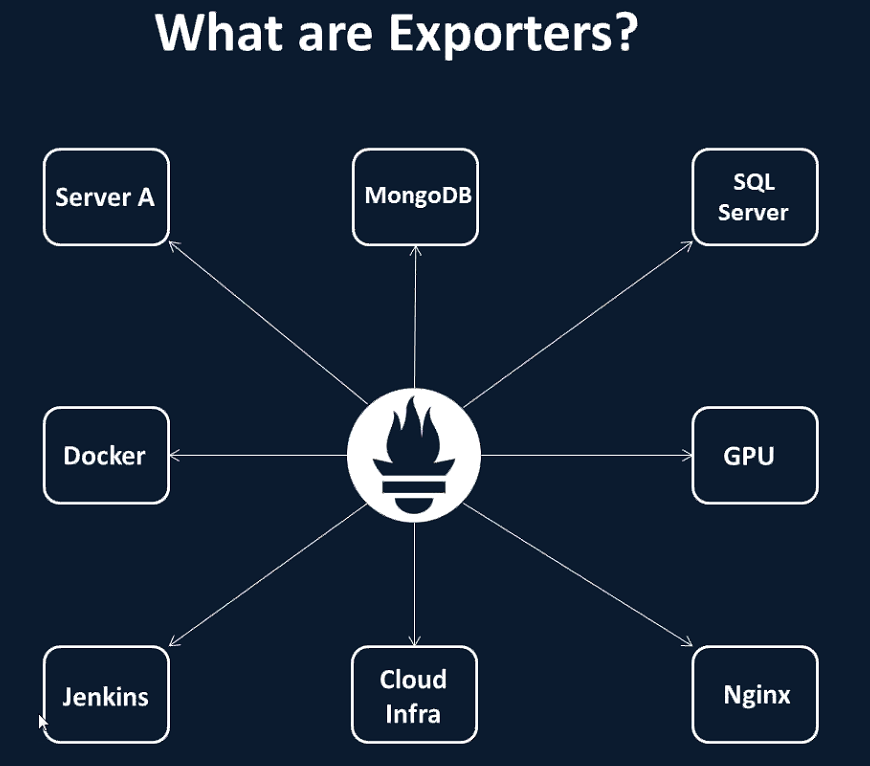 What are Exporters?
Server A
MongoDB
SQL
Server
Docker
GPU
Jenkins
Cloud
Infra
Nginx